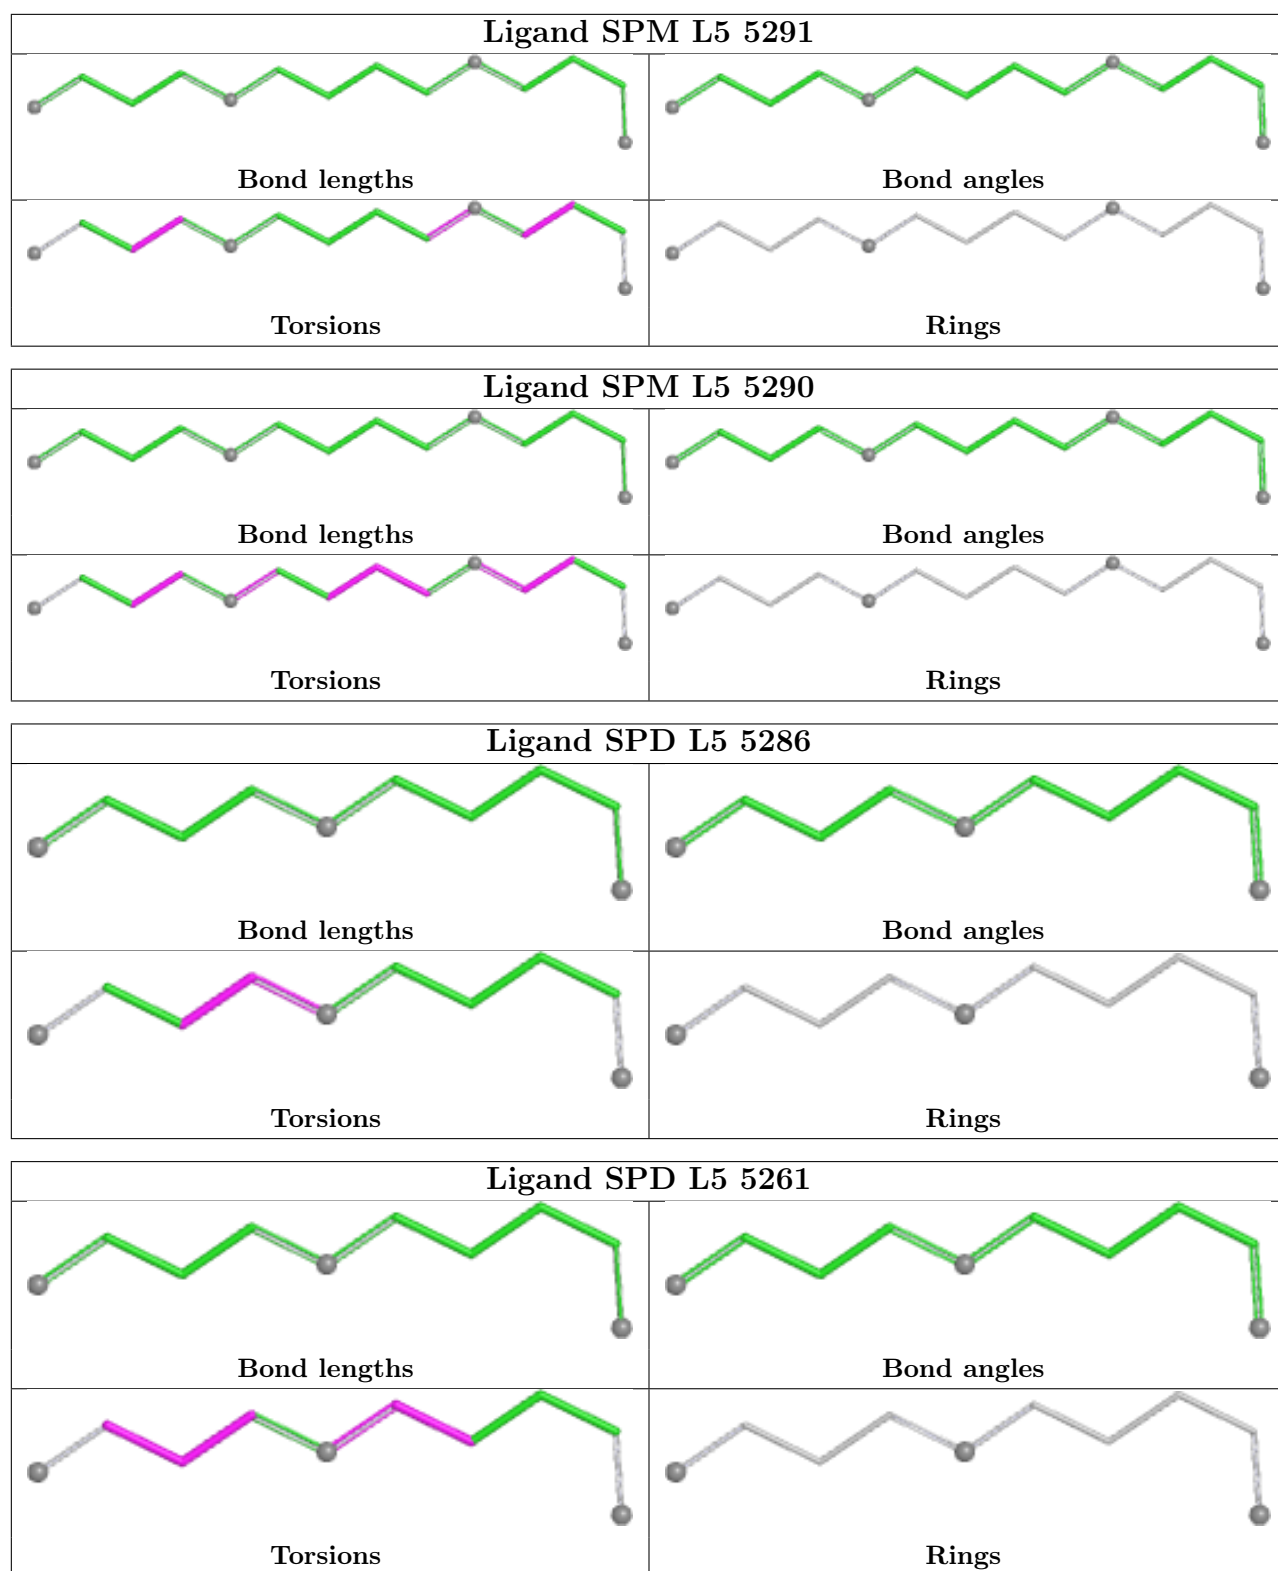 Ligand SPM L5 5291
Bond lengths
Bond angles
Torsions
Rings
Ligand SPM L5 5290
Bond lengths
Bond angles
Torsions
Rings
Ligand SPD L5 5286
Bond lengths
Bond angles
Torsions
Rings
Ligand SPD L5 5261
Bond lengths
Bond angles
Torsions
Rings